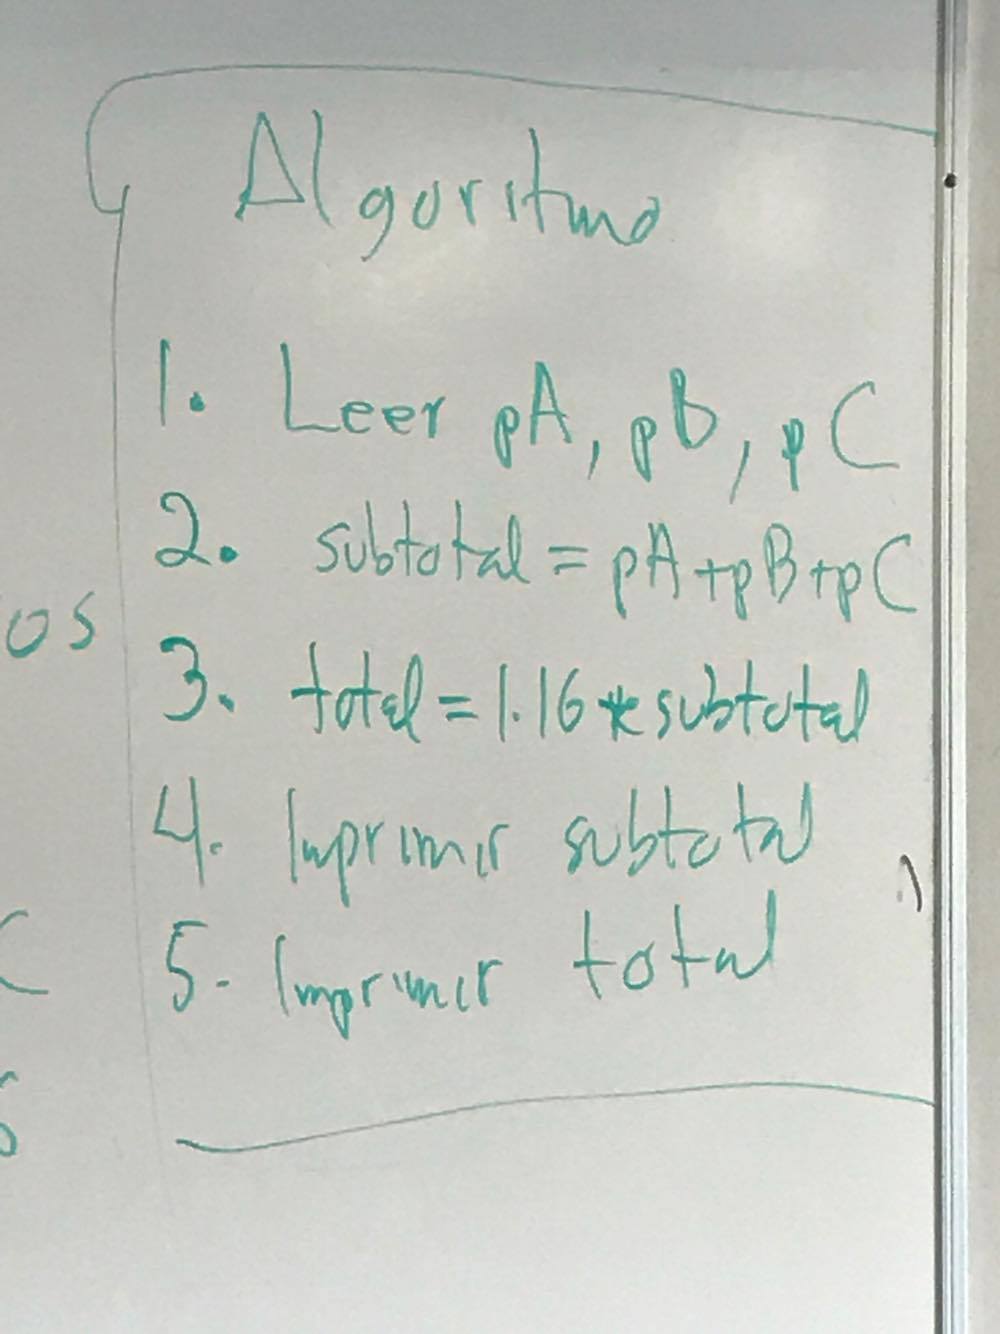 Algoritmo
1. Leer pA, pB, pC
2. subtotal = pA+pB+pC
os
3. total = 1.16 * subtotal
4. Imprimir subtotal
5. Imprimir total